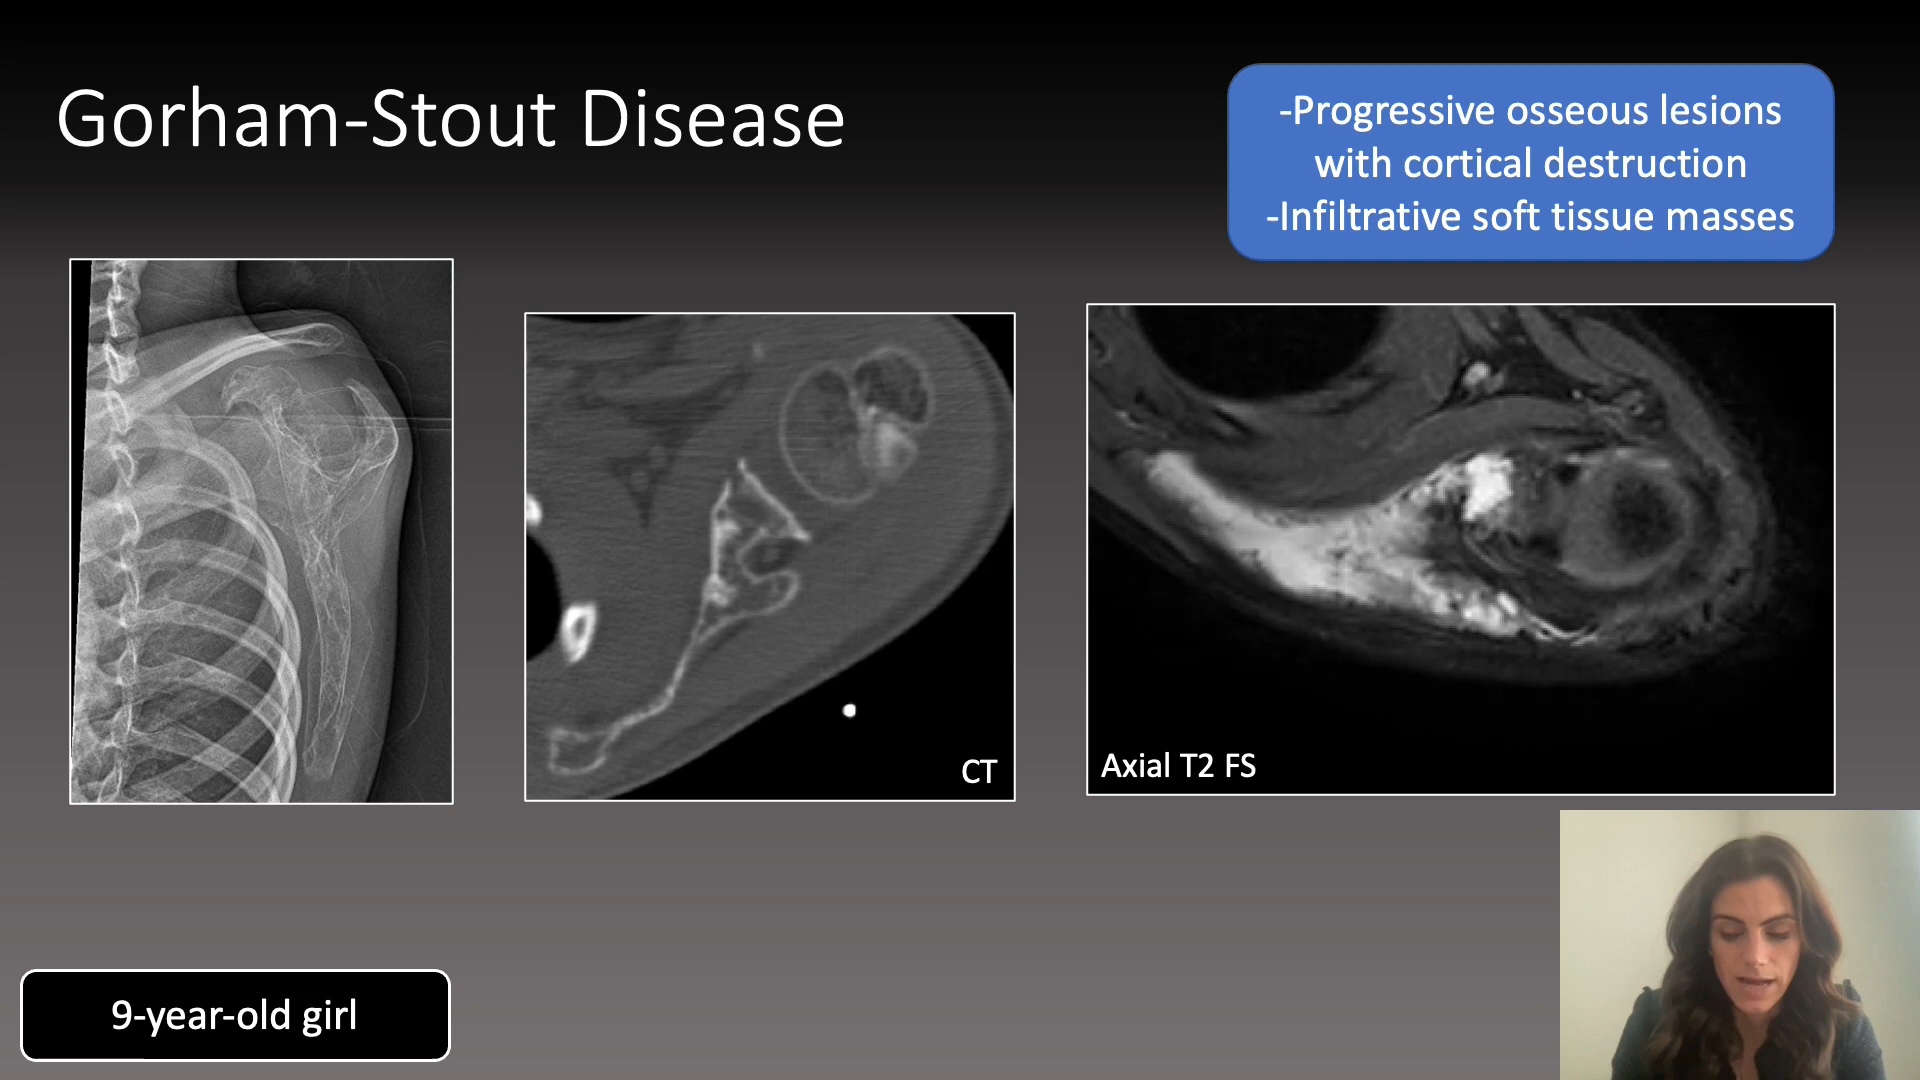 Gorham-Stout Disease
-Progressive osseous lesions
with cortical destruction
-Infiltrative soft tissue masses
CT
Axial T2 FS
9-year-old girl